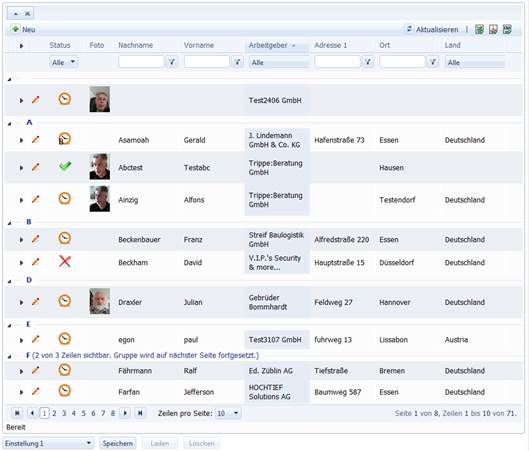 Neu Aktualisieren
Status Foto Nachname Vorname Arbeitgeber Adresse 1 Ort Land
Alle Alle Alle
Test2406 GmbH
A
Asamoah Gerald J. Lindemann GmbH & Co. KG Hafenstraße 73 Essen Deutschland
Abctest Testabc Trippe:Beratung GmbH Hausen
Ainzig Alfons Trippe:Beratung GmbH Testendorf Deutschland
B
Beckenbauer Franz Streif Baulogistik GmbH Alfredstraße 220 Essen Deutschland
Beckham David V.I.P.'s Security & more... Hauptstraße 15 Düsseldorf Deutschland
D
Draxler Julian Gebrüder Bommhardt Feldweg 27 Hannover Deutschland
E
egon paul Test3107 GmbH fuhrweg 13 Lissabon Austria
F (2 von 3 Zeilen sichtbar. Gruppe wird auf nächster Seite fortgesetzt.)
Fährmann Ralf Ed. Züblin AG Tiefstraße Bremen Deutschland
Farfan Jefferson HOCHTIEF Solutions AG Baumweg 587 Essen Deutschland
1 2 3 4 5 6 7 8 Zeilen pro Seite: 10 Seite 1 von 8, Zeilen 1 bis 10 von 71.
Bereit
Einstellung 1 Speichern Laden Löschen